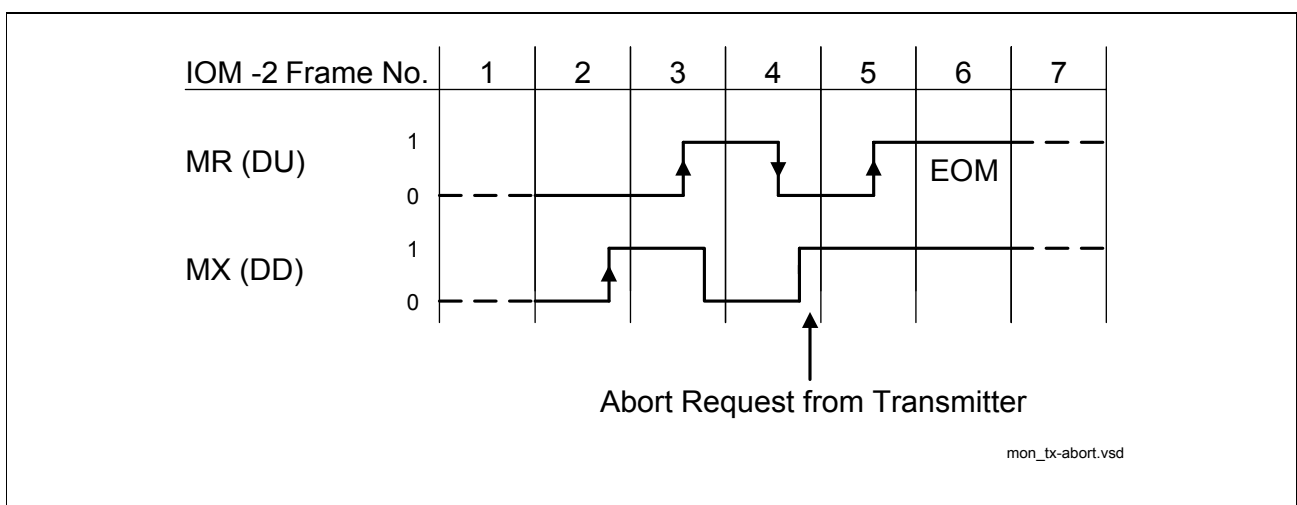 IOM -2 Frame No. 1 2 3 4 5 6 7
1
MR (DU) EOM
0
1
MX (DD)
0
Abort Request from Transmitter
mon_tx-abort.vsd